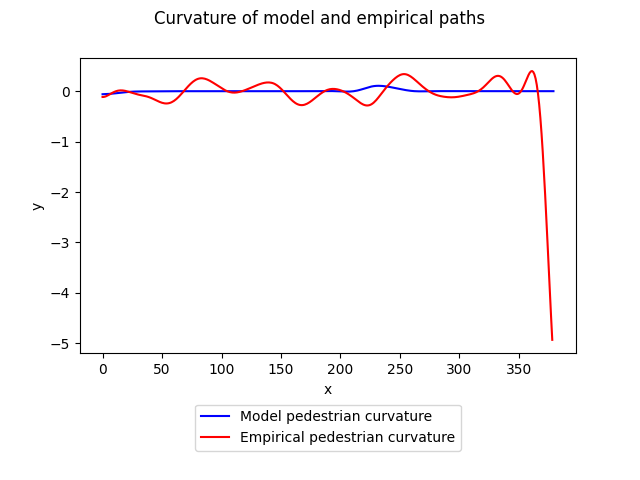 Curvature of model and empirical paths
0
−1
−2
−3
−4
−5
y
0 50 100 150 200 250 300 350
x
Model pedestrian curvature
Empirical pedestrian curvature